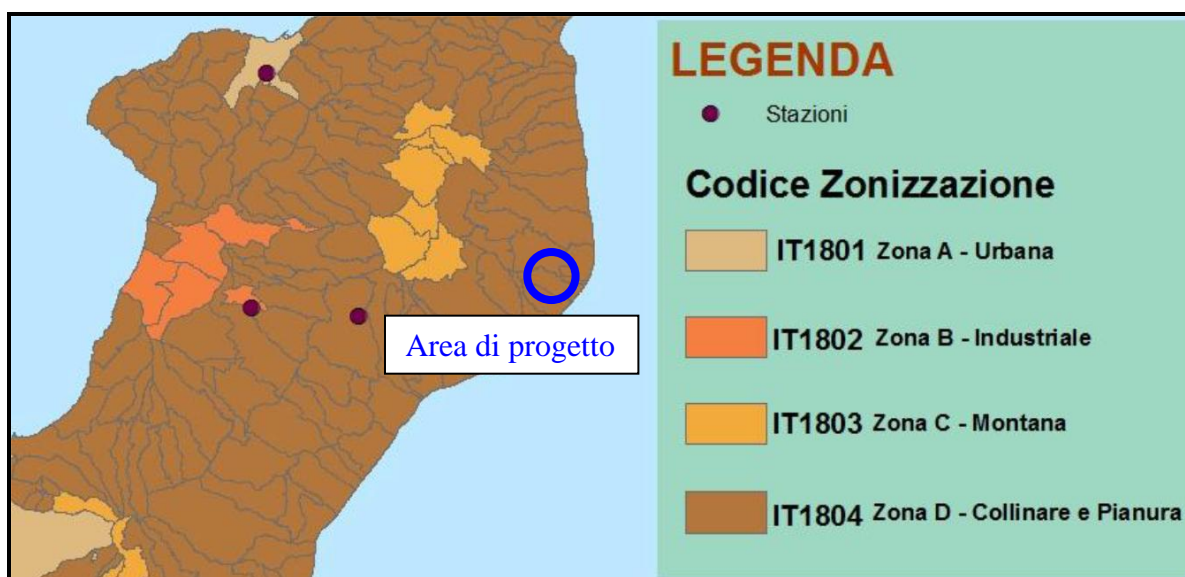 LEGENDA
Stazioni
Codice Zonizzazione
IT1801 Zona A - Urbana
IT1802 Zona B - Industriale
IT1803 Zona C - Montana
IT1804 Zona D - Collinare e Pianura
Area di progetto